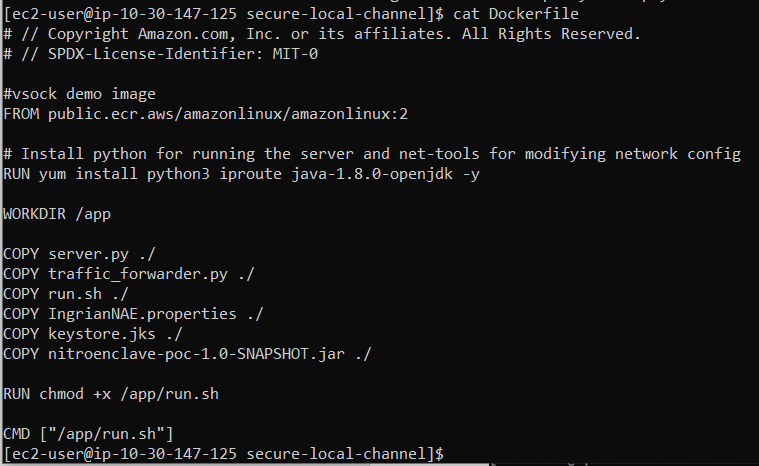 [ec2-user@ip-10-30-147-125 secure-local-channel]$ cat Dockerfile
# // Copyright Amazon.com, Inc. or its affiliates. All Rights Reserved.
# // SPDX-License-Identifier: MIT-0
#vsock demo image
FROM public.ecr.aws/amazonlinux/amazonlinux:2
# Install python for running the server and net-tools for modifying network config
RUN yum install python3 iproute java-1.8.0-openjdk -y
WORKDIR /app
COPY server.py ./
COPY traffic_forwarder.py ./
COPY run.sh ./
COPY IngrianNAE.properties ./
COPY keystore.jks ./
COPY nitroenclave-poc-1.0-SNAPSHOT.jar ./
RUN chmod +x /app/run.sh
CMD ["/app/run.sh"]
[ec2-user@ip-10-30-147-125 secure-local-channel]$